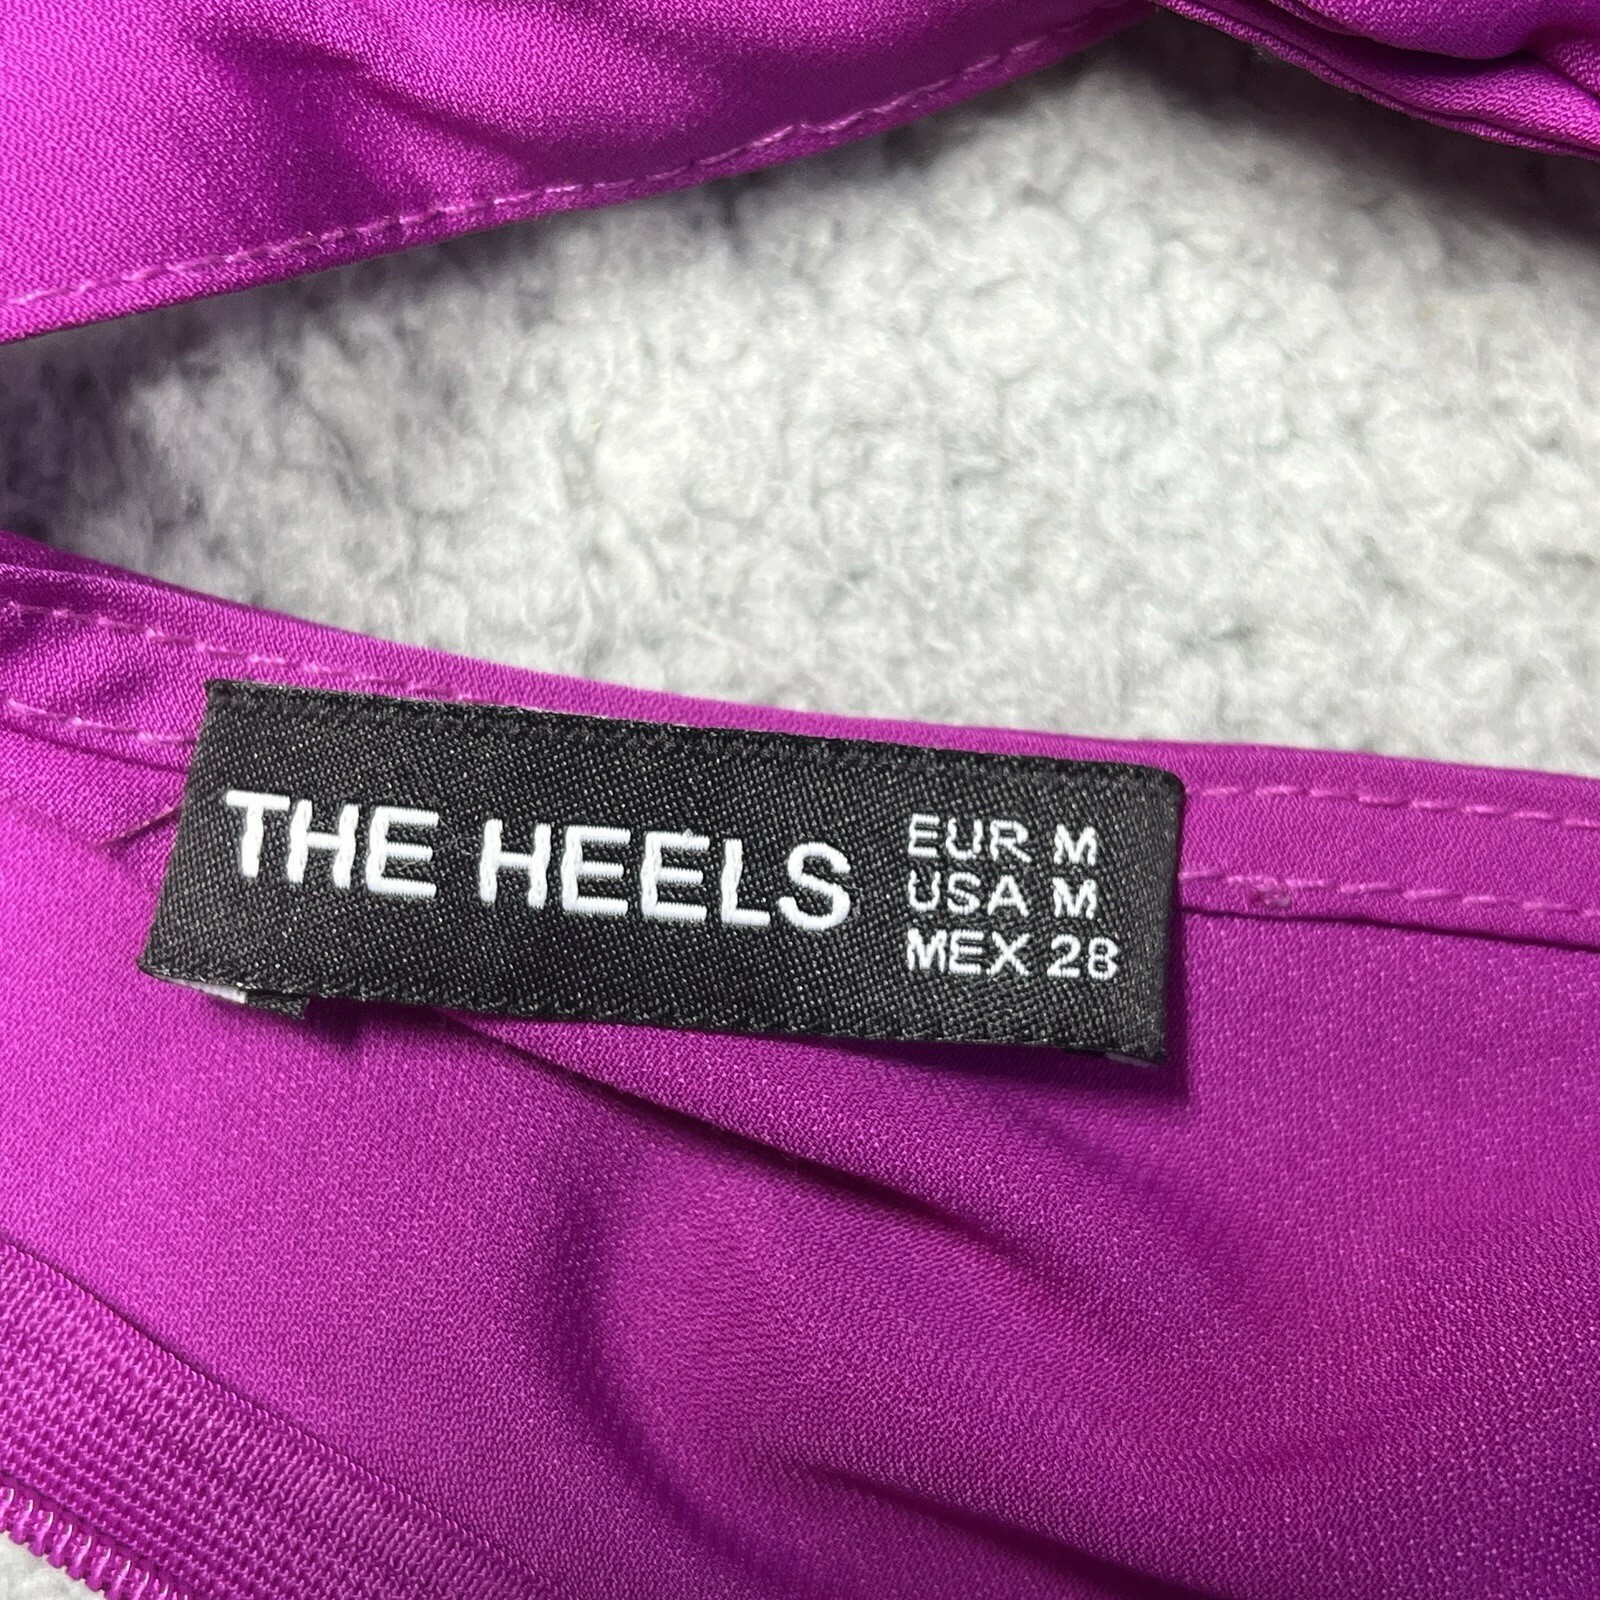 THE HEELS
EUR M
USA M
MEX 28